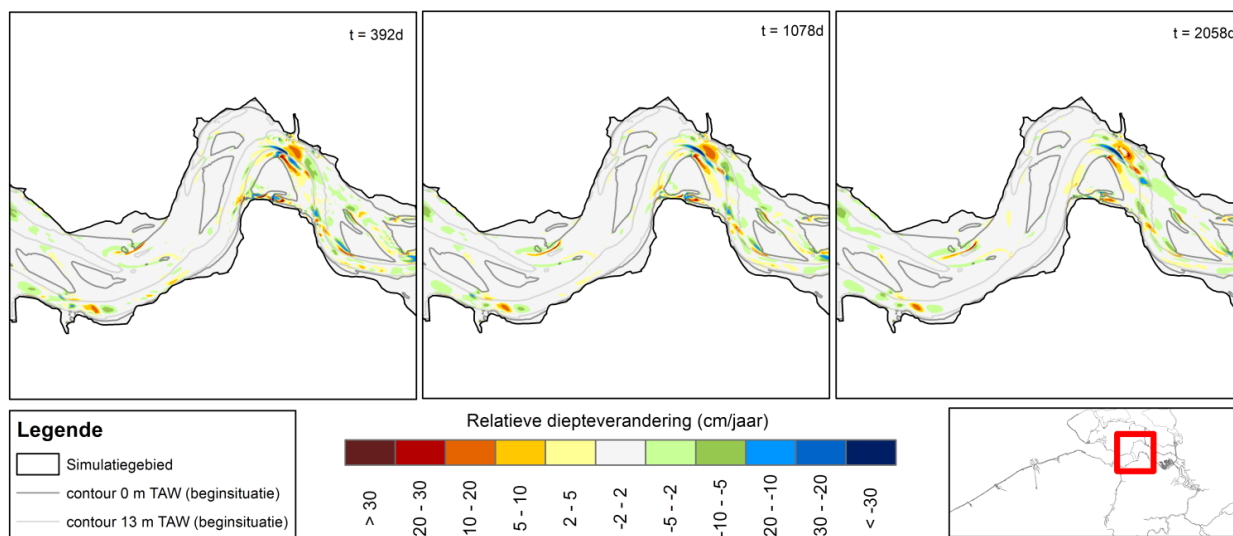 t = 392d
t = 1078d
t = 2058d
Legende
Simulatiegebied
contour 0 m TAW (beginsituatie)
contour 13 m TAW (beginsituatie)
Relatieve diepteverandering (cm/jaar)
> 30
20 - 30
10 - 20
5 - 10
2 - 5
-2 - 2
-5 - -2
-10 - -5
20 - -10
30 - -20
< -30